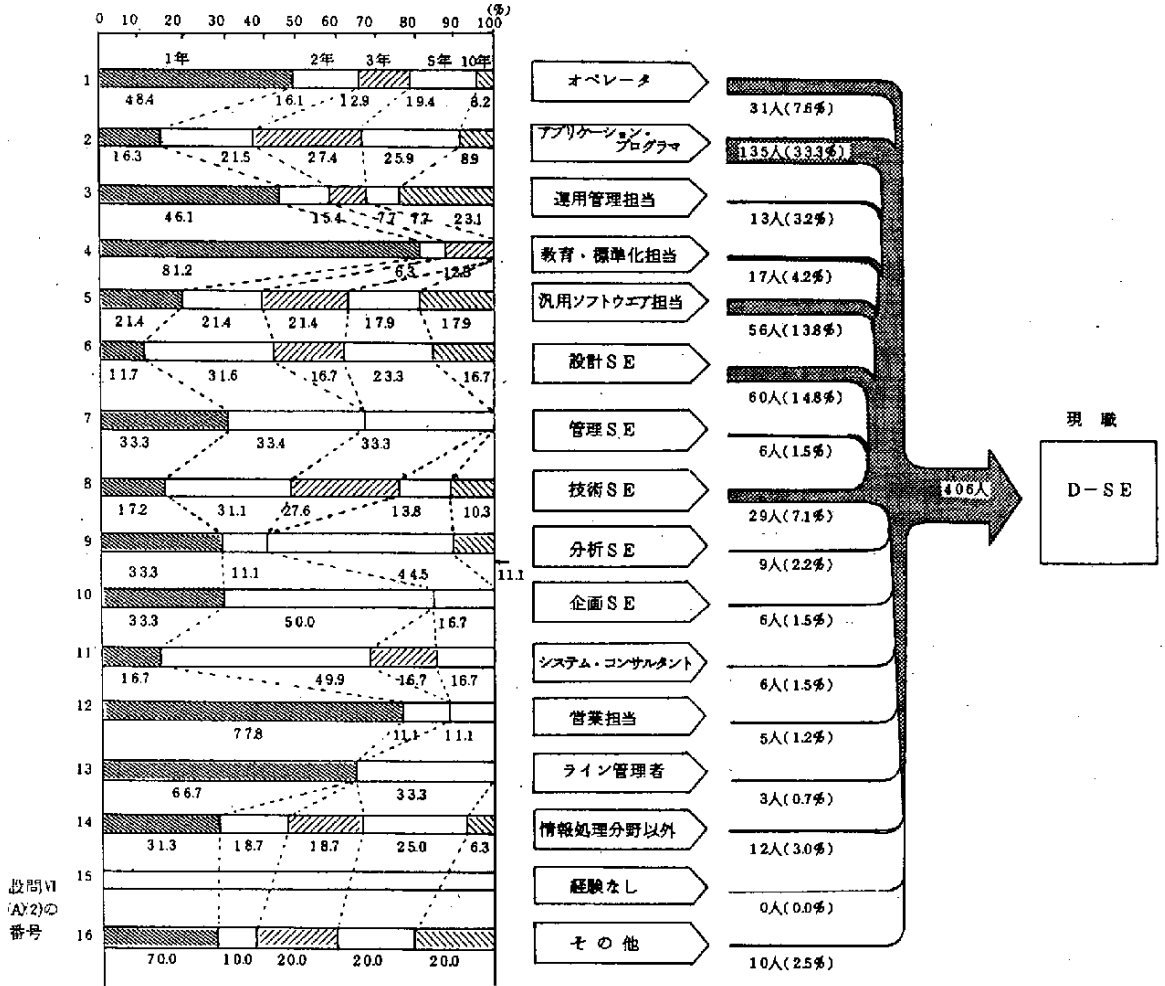 (%)
0 10 20 30 40 50 60 70 80 90 100
1年 2年 3年 5年 10年
1
48.4 16.1 12.9 19.4 3.2
2
16.3 21.5 27.4 25.9 8.9
3
46.1 15.4 7.7 7.7 23.1
4
81.2 6.3 12.5
5
21.4 21.4 21.4 17.9 17.9
6
11.7 31.6 16.7 23.3 16.7
7
33.3 33.4 33.3
8
17.2 31.1 27.6 13.8 10.3
9
33.3 11.1 44.5 11.1
10
33.3 50.0 16.7
11
16.7 49.9 16.7 16.7
12
77.8 11.1 11.1
13
66.7 33.3
14
31.3 18.7 18.7 25.0 6.3
15
16
70.0 10.0 20.0 20.0 20.0
設問Ⅶ
(A)(2)の
番号
オペレータ
31人(7.6%)
アプリケーション・
プログラマ
135人(33.3%)
運用管理担当
13人(3.2%)
教育・標準化担当
17人(4.2%)
汎用ソフトウエア担当
56人(13.8%)
設計SE
60人(14.8%)
管理SE
6人(1.5%)
技術SE
29人(7.1%)
分析SE
9人(2.2%)
企画SE
6人(1.5%)
システム・コンサルタント
6人(1.5%)
営業担当
5人(1.2%)
ライン管理者
3人(0.7%)
情報処理分野以外
12人(3.0%)
経験なし
0人(0.0%)
その他
10人(2.5%)
406人
現職
D-SE